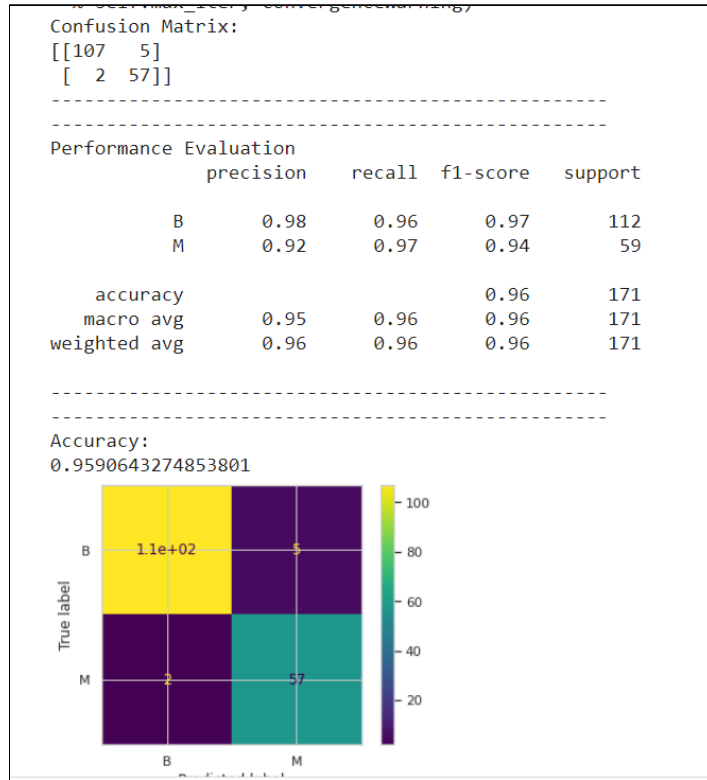 Confusion Matrix:
[[107   5]
 [  2  57]]
--------------------------------------------------
--------------------------------------------------
Performance Evaluation
              precision    recall  f1-score   support

           B       0.98      0.96      0.97       112
           M       0.92      0.97      0.94        59

    accuracy                           0.96       171
   macro avg       0.95      0.96      0.96       171
weighted avg       0.96      0.96      0.96       171

--------------------------------------------------
--------------------------------------------------
Accuracy:
0.9590643274853801
100
B 1.1e+02 5
80
True label
60
40
M 2 57
20
B M